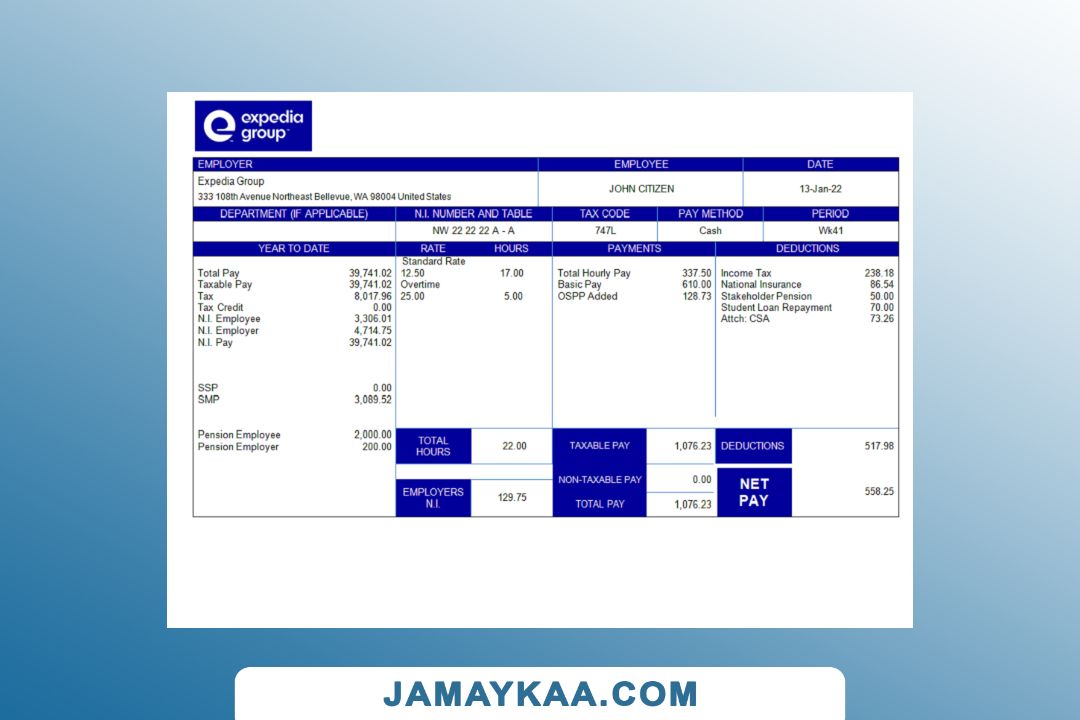 expedia
group™
EMPLOYER EMPLOYEE DATE
Expedia Group
333 108th Avenue Northeast Bellevue, WA 98004 United States
JOHN CITIZEN 13-Jan-22
DEPARTMENT (IF APPLICABLE) N.I. NUMBER AND TABLE TAX CODE PAY METHOD PERIOD
NW 22 22 22 A - A 747L Cash Wk41
YEAR TO DATE RATE HOURS PAYMENTS DEDUCTIONS
Standard Rate
Total Pay 39,741.02 12.50 17.00 Total Hourly Pay 337.50 Income Tax 238.18
Taxable Pay 39,741.02 Overtime Basic Pay 610.00 National Insurance 86.54
Tax 8,017.96 25.00 5.00 OSPP Added 128.73 Stakeholder Pension 50.00
Tax Credit 0.00 Student Loan Repayment 70.00
N.I. Employee 3,306.01 Attch: CSA 73.26
N.I. Employer 4,714.75
N.I. Pay 39,741.02
SSP 0.00
SMP 3,089.52
Pension Employee 2,000.00
Pension Employer 200.00
TOTAL
HOURS 22.00 TAXABLE PAY 1,076.23 DEDUCTIONS 517.98
NON-TAXABLE PAY 0.00
EMPLOYERS
N.I. 129.75
TOTAL PAY 1,076.23
NET
PAY 558.25
JAMAYKAA.COM